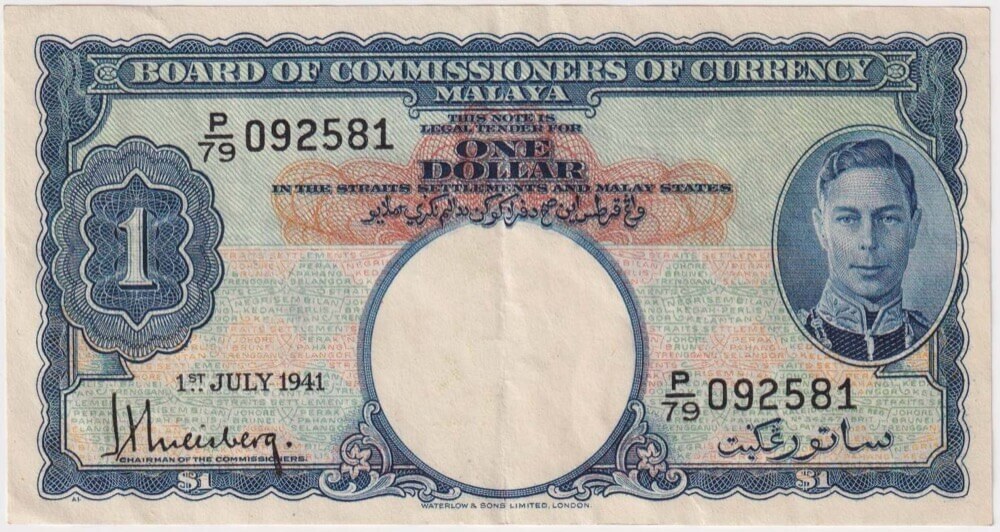 BOARD OF COMMISSIONERS OF CURRENCY
MALAYA
P/79 092581
THIS NOTE IS
LEGAL TENDER FOR
ONE
DOLLAR
IN THE STRAITS SETTLEMENTS AND MALAY STATES
1
1ST JULY 1941
P/79 092581
CHAIRMAN OF THE COMMISSIONERS.
ساتو رڠݢيت
$1
$1
A1
WATERLOW & SONS LIMITED, LONDON.